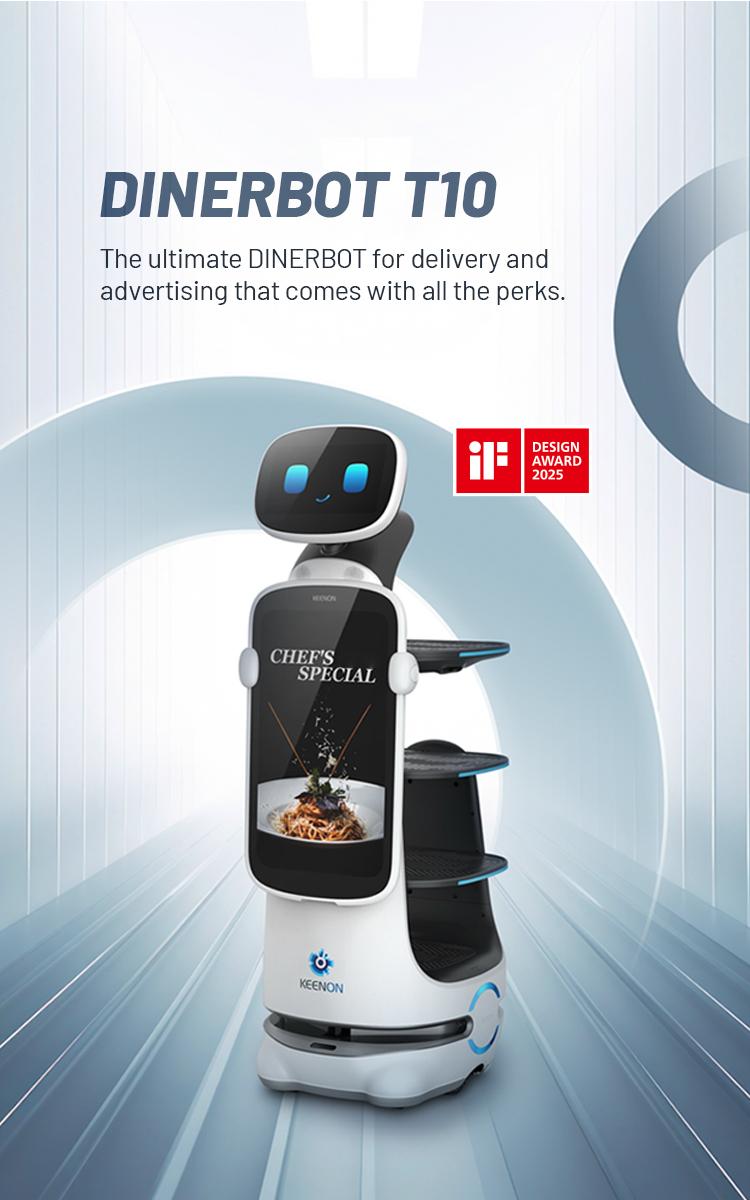 DINERBOT T10
The ultimate DINERBOT for delivery and
advertising that comes with all the perks.
iF
DESIGN
AWARD
2025
KEENON
CHEF'S
SPECIAL
KEENON